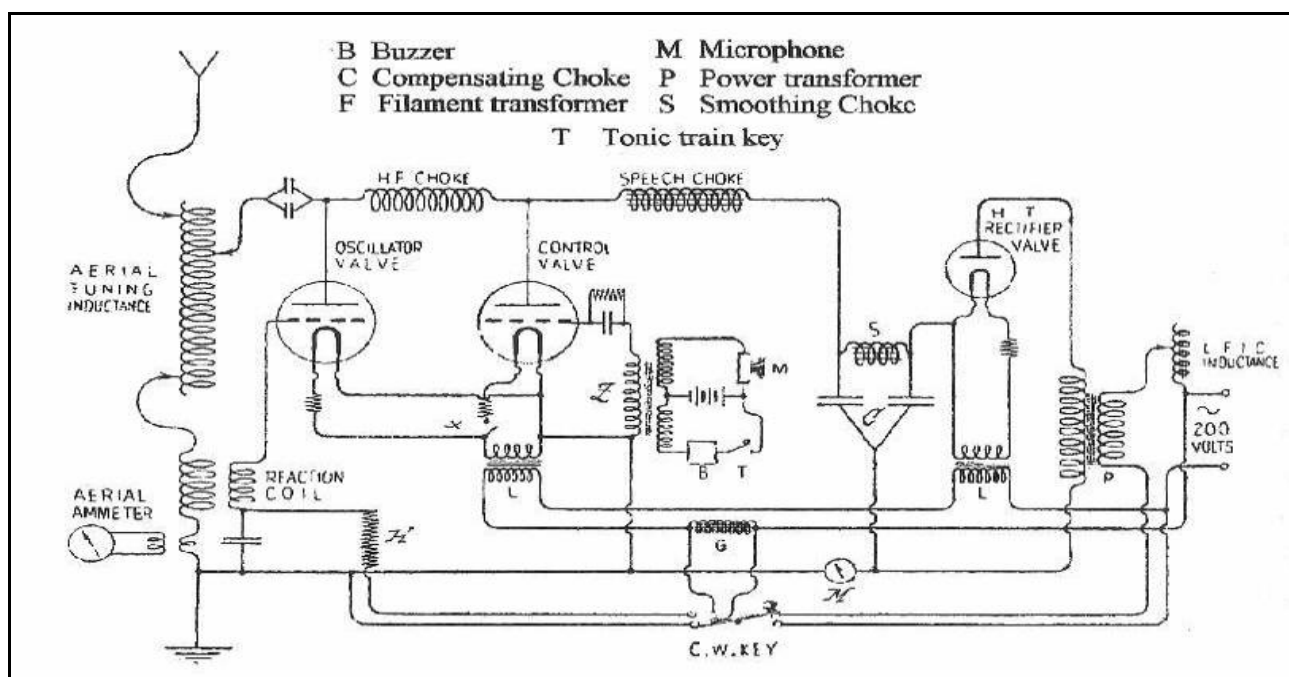 B Buzzer M Microphone
C Compensating Choke P Power transformer
F Filament transformer S Smoothing Choke
T Tonic train key
H F CHOKE
SPEECH CHOKE
H T
RECTIFIER
VALVE
OSCILLATOR
VALVE
CONTROL
VALVE
AERIAL
TUNING
INDUCTANCE
S
M
Z
L F I C
INDUCTANCE
C
~
200
VOLTS
X
B T
P
REACTION
COIL
L
L
AERIAL
AMMETER
H
G
M
C.W.KEY